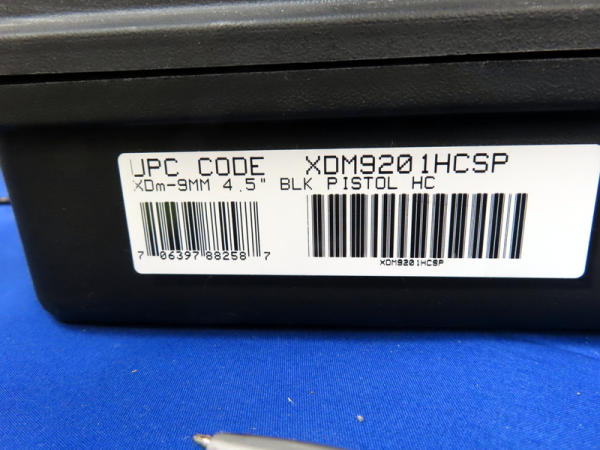 UPC CODE XDM9201HCSP
XDm-9MM 4.5" BLK PISTOL HC
7 06397 88258 7
XDM9201HCSP